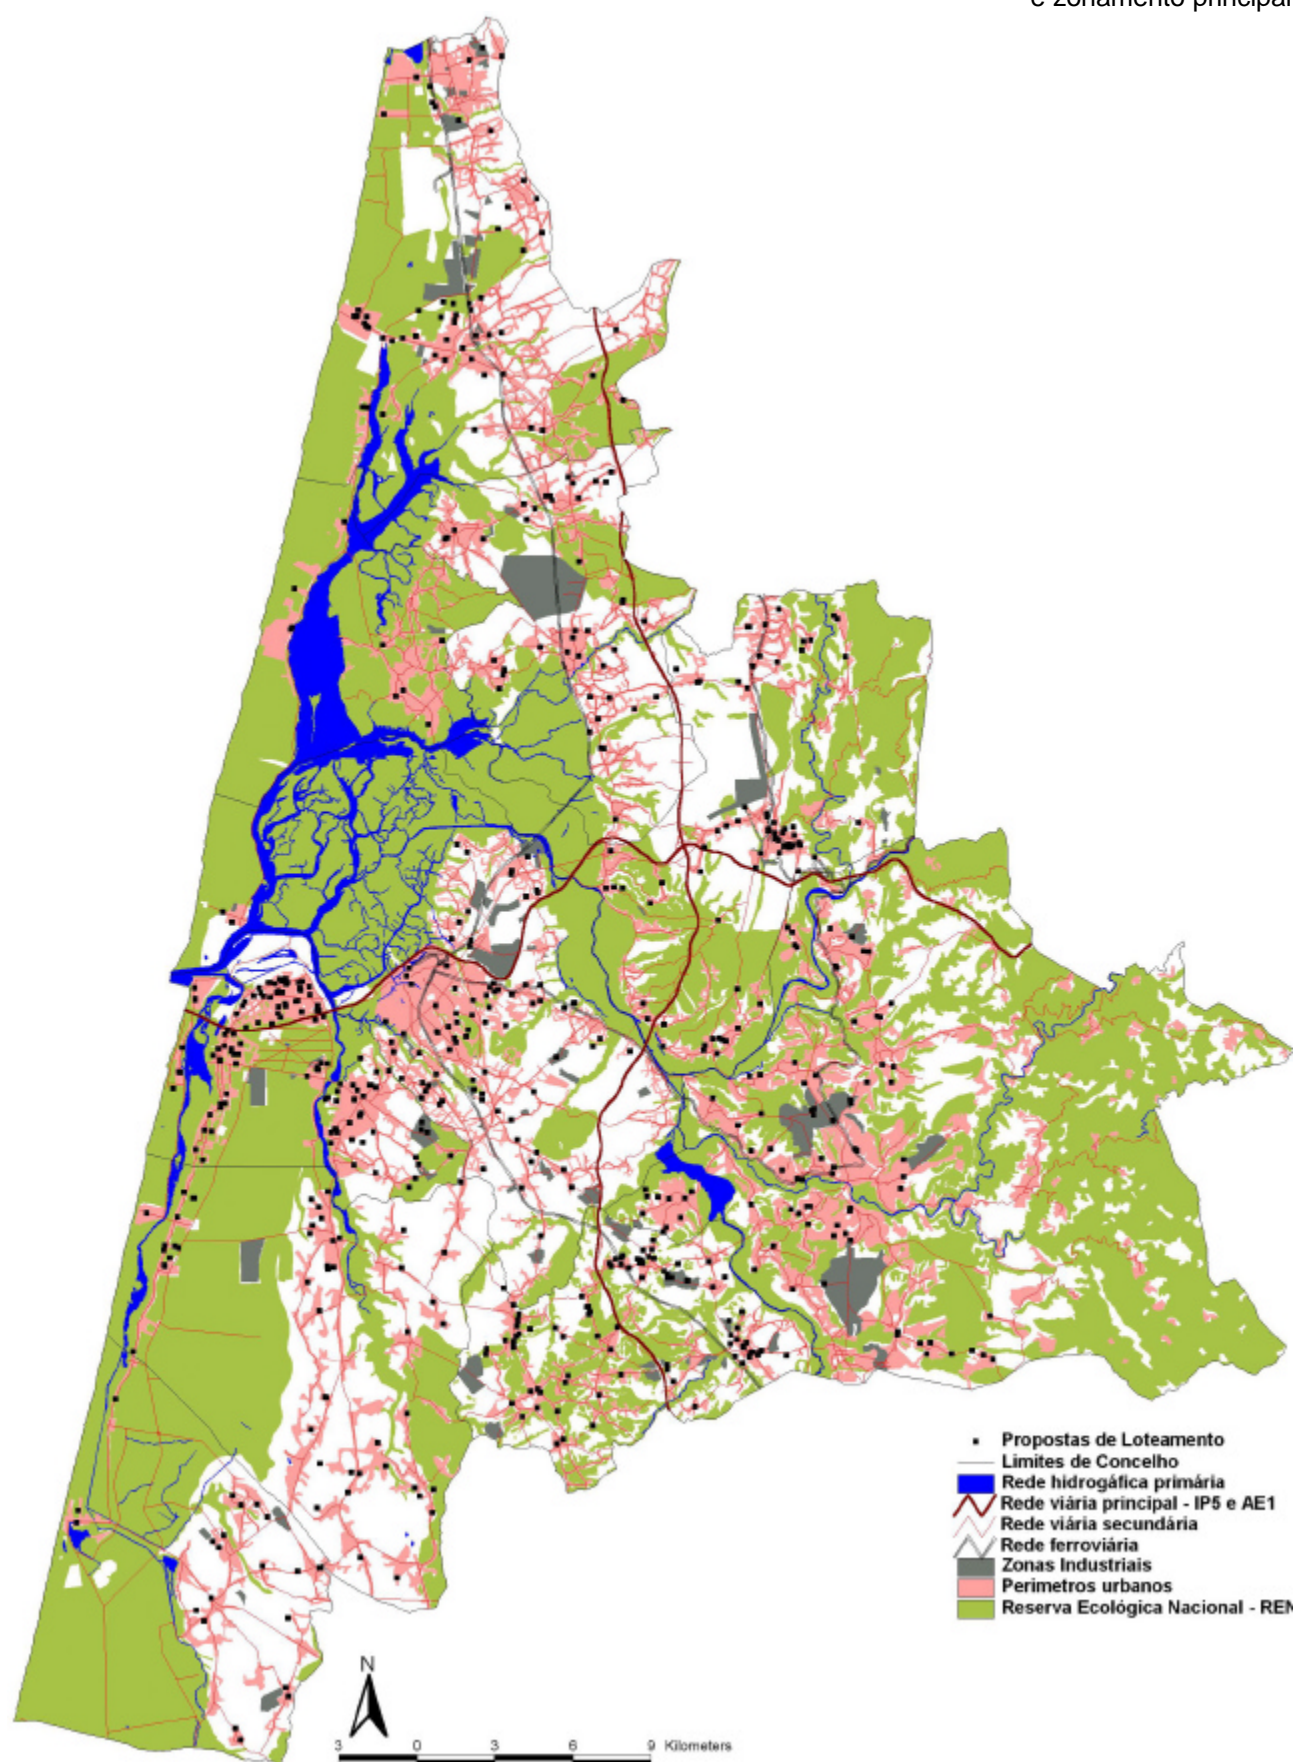 e zonamento principal
Propostas de Loteamento
Limites de Concelho
Rede hidrogáfica primária
Rede viária principal - IP5 e AE1
Rede viária secundária
Rede ferroviária
Zonas Industriais
Perimetros urbanos
Reserva Ecológica Nacional - REN
N
3 0 3 6 9 Kilometers